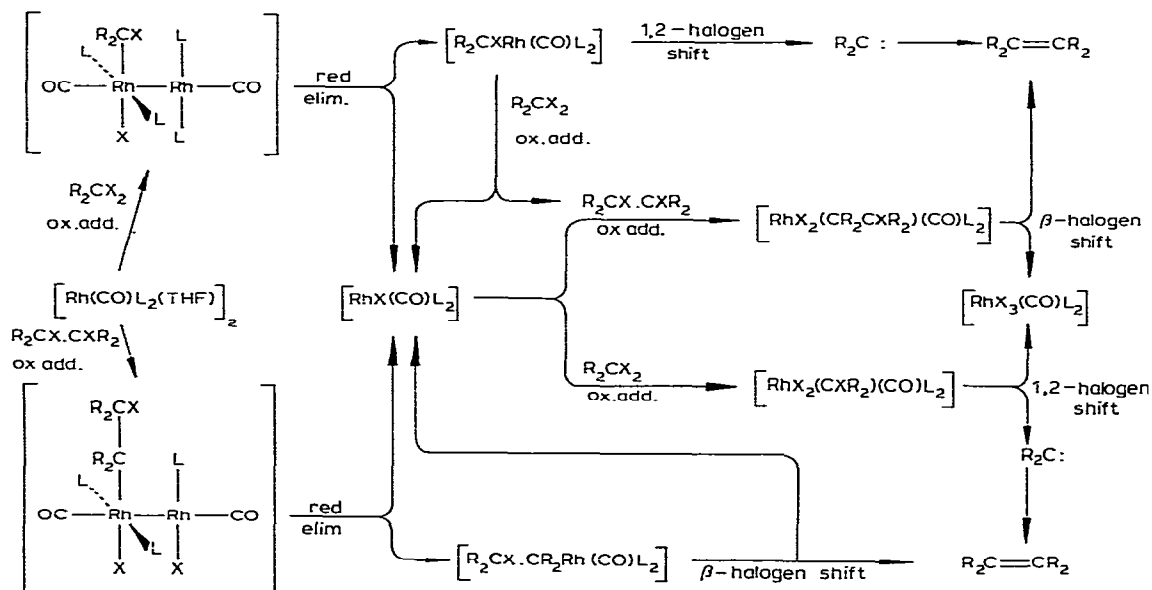 R₂CX
L
L
OC Rh Rh CO
X
L
L
red
elim.
[R₂CXRh(CO)L₂]
1,2-halogen
shift
R₂C :
R₂C=CR₂
R₂CX₂
ox.add.
R₂CX₂
ox.add.
[Rh(CO)L₂(THF)]₂
R₂CX.CXR₂
ox add.
R₂CX.CXR₂
ox add.
[RhX₂(CR₂CXR₂)(CO)L₂]
β-halogen
shift
[RhX(CO)L₂]
[RhX₃(CO)L₂]
R₂CX₂
ox.add.
[RhX₂(CXR₂)(CO)L₂]
1,2-halogen
shift
R₂C:
R₂CX
R₂C
L
L
OC Rh Rh CO
L
X
X
red
elim
[R₂CX.CR₂Rh(CO)L₂]
β-halogen shift
R₂C=CR₂